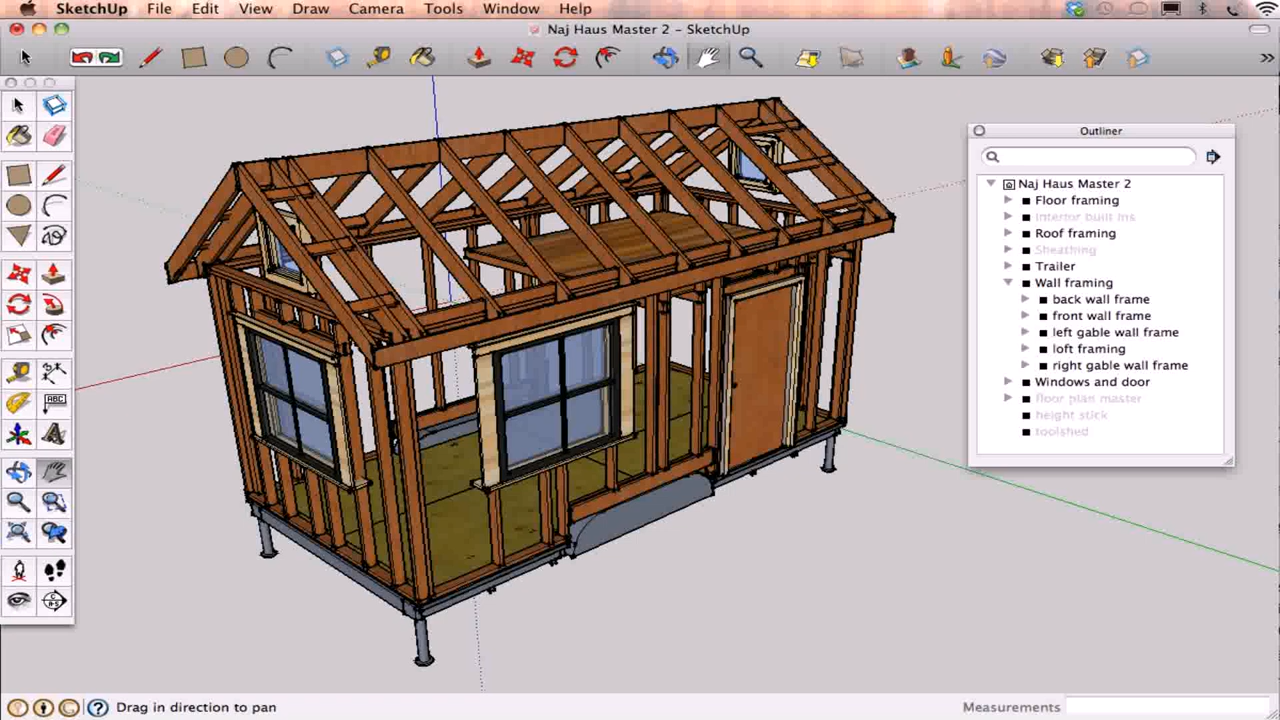 SketchUp File Edit View Draw Camera Tools Window Help
Naj Haus Master 2 - SketchUp
Outliner
Naj Haus Master 2
Floor framing
Interior built ins
Roof framing
Sheathing
Trailer
Wall framing
back wall frame
front wall frame
left gable wall frame
loft framing
right gable wall frame
Windows and door
floor plan master
height stick
toolshed
ABC
Drag in direction to pan
Measurements